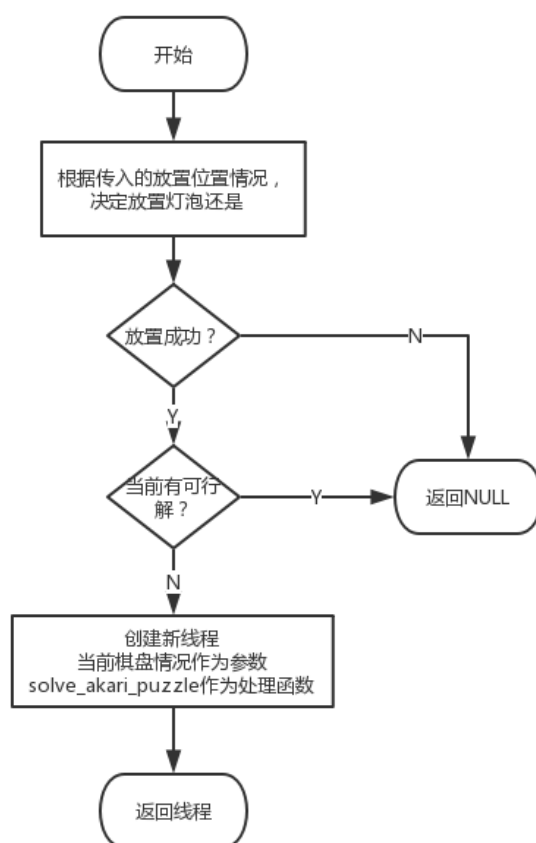 开始
根据传入的放置位置情况，
决定放置灯泡还是
放置成功？
N
Y
当前有可行
解？
Y
返回NULL
N
创建新线程
当前棋盘情况作为参数
solve_akari_puzzle作为处理函数
返回线程